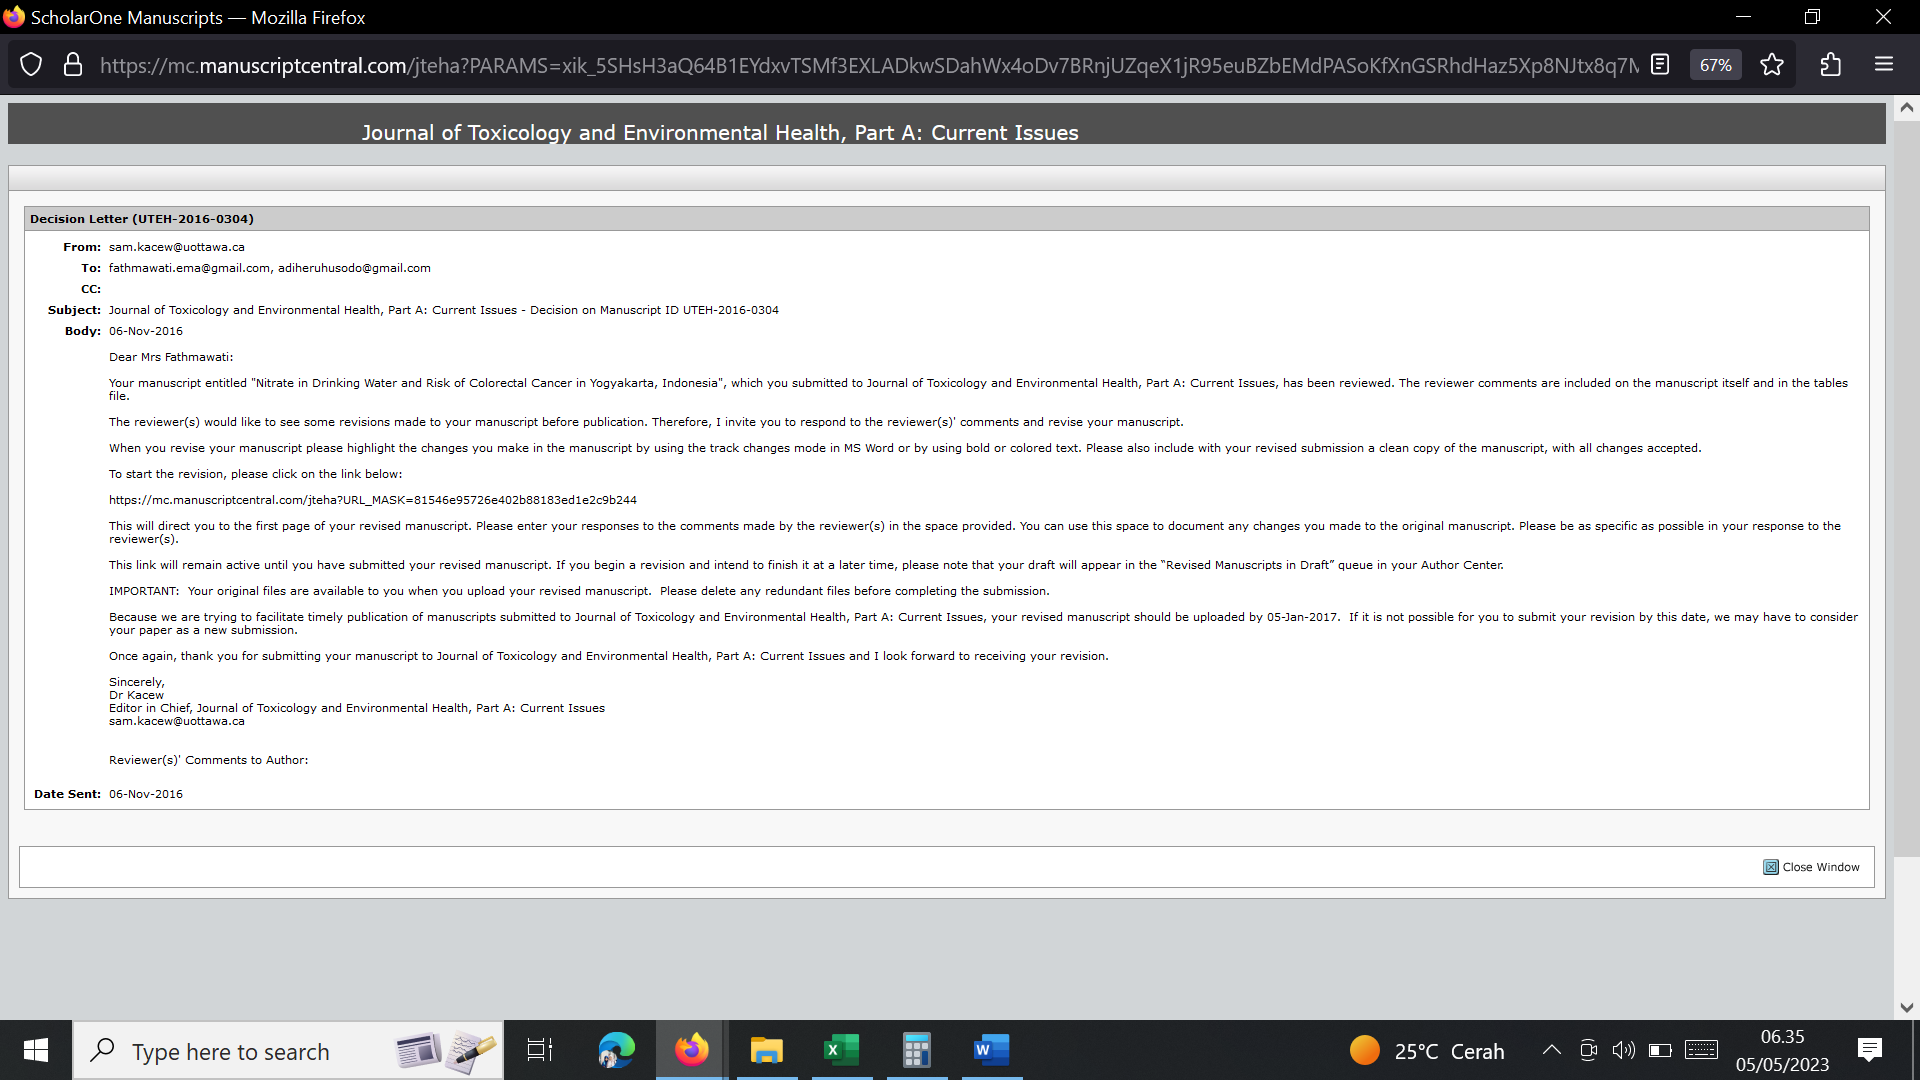 ScholarOne Manuscripts — Mozilla Firefox
https://mc.manuscriptcentral.com/jteha?PARAMS=xik_5SHsH3aQ64B1EYdxvTSMf3EXLADkwSDahWx4oDv7BRnjUZqeX1jR95euBZbEMdPASoKfXnGSRhdHaz5Xp8NJtx8q7M
67%
Journal of Toxicology and Environmental Health, Part A: Current Issues
Decision Letter (UTEH-2016-0304)
From: sam.kacew@uottawa.ca
To: fathmawati.ema@gmail.com, adiheruhusodo@gmail.com
CC:
Subject: Journal of Toxicology and Environmental Health, Part A: Current Issues - Decision on Manuscript ID UTEH-2016-0304
Body: 06-Nov-2016
Dear Mrs Fathmawati:
Your manuscript entitled "Nitrate in Drinking Water and Risk of Colorectal Cancer in Yogyakarta, Indonesia", which you submitted to Journal of Toxicology and Environmental Health, Part A: Current Issues, has been reviewed. The reviewer comments are included on the manuscript itself and in the tables
file.
The reviewer(s) would like to see some revisions made to your manuscript before publication. Therefore, I invite you to respond to the reviewer(s)' comments and revise your manuscript.
When you revise your manuscript please highlight the changes you make in the manuscript by using the track changes mode in MS Word or by using bold or colored text. Please also include with your revised submission a clean copy of the manuscript, with all changes accepted.
To start the revision, please click on the link below:
https://mc.manuscriptcentral.com/jteha?URL_MASK=81546e95726e402b88183ed1e2c9b244
This will direct you to the first page of your revised manuscript. Please enter your responses to the comments made by the reviewer(s) in the space provided. You can use this space to document any changes you made to the original manuscript. Please be as specific as possible in your response to the
reviewer(s).
This link will remain active until you have submitted your revised manuscript. If you begin a revision and intend to finish it at a later time, please note that your draft will appear in the “Revised Manuscripts in Draft” queue in your Author Center.
IMPORTANT:  Your original files are available to you when you upload your revised manuscript.  Please delete any redundant files before completing the submission.
Because we are trying to facilitate timely publication of manuscripts submitted to Journal of Toxicology and Environmental Health, Part A: Current Issues, your revised manuscript should be uploaded by 05-Jan-2017.  If it is not possible for you to submit your revision by this date, we may have to consider
your paper as a new submission.
Once again, thank you for submitting your manuscript to Journal of Toxicology and Environmental Health, Part A: Current Issues and I look forward to receiving your revision.
Sincerely,
Dr Kacew
Editor in Chief, Journal of Toxicology and Environmental Health, Part A: Current Issues
sam.kacew@uottawa.ca
Reviewer(s)' Comments to Author:
Date Sent: 06-Nov-2016
Close Window
Type here to search
25°C Cerah
06.35
05/05/2023